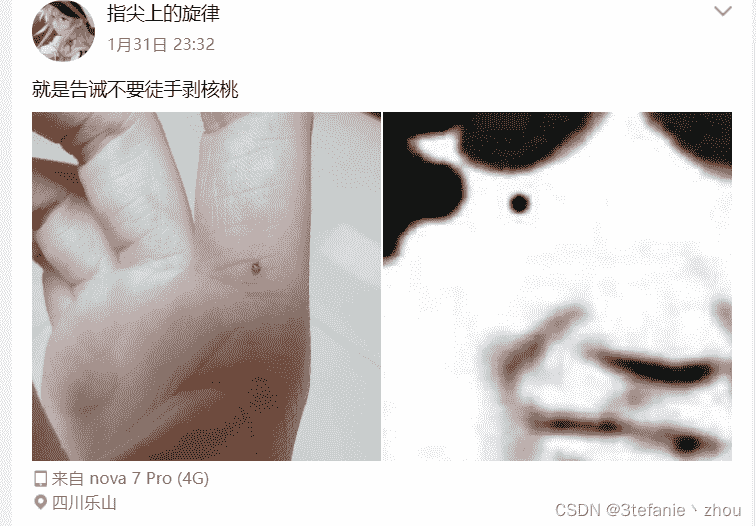 指尖上的旋律
1月31日 23:32
就是告诫不要徒手剥核桃
来自 nova 7 Pro (4G)
四川乐山
CSDN @3tefanie丶zhou